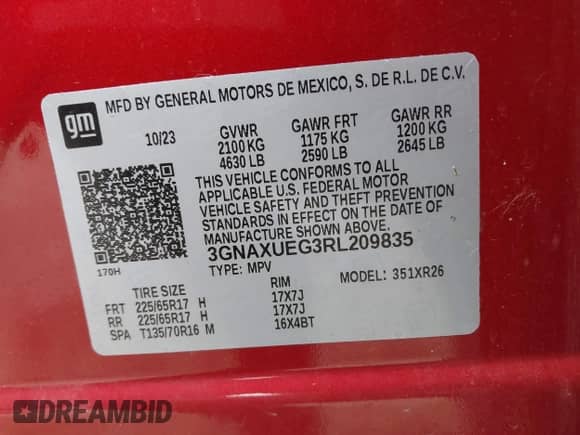 gm
MFD BY GENERAL MOTORS DE MEXICO, S. DE R.L. DE C.V.
10/23 GVWR GAWR FRT GAWR RR
2100 KG 1175 KG 1200 KG
4630 LB 2590 LB 2645 LB
THIS VEHICLE CONFORMS TO ALL
APPLICABLE U.S. FEDERAL MOTOR
VEHICLE SAFETY AND THEFT PREVENTION
STANDARDS IN EFFECT ON THE DATE OF
MANUFACTURE SHOWN ABOVE.
3GNAXUEG3RL209835
170H TYPE: MPV MODEL: 351XR26
TIRE SIZE RIM
FRT 225/65R17 H 17X7J
RR 225/65R17 H 17X7J
SPA T135/70R16 M 16X4BT
DREAMBID